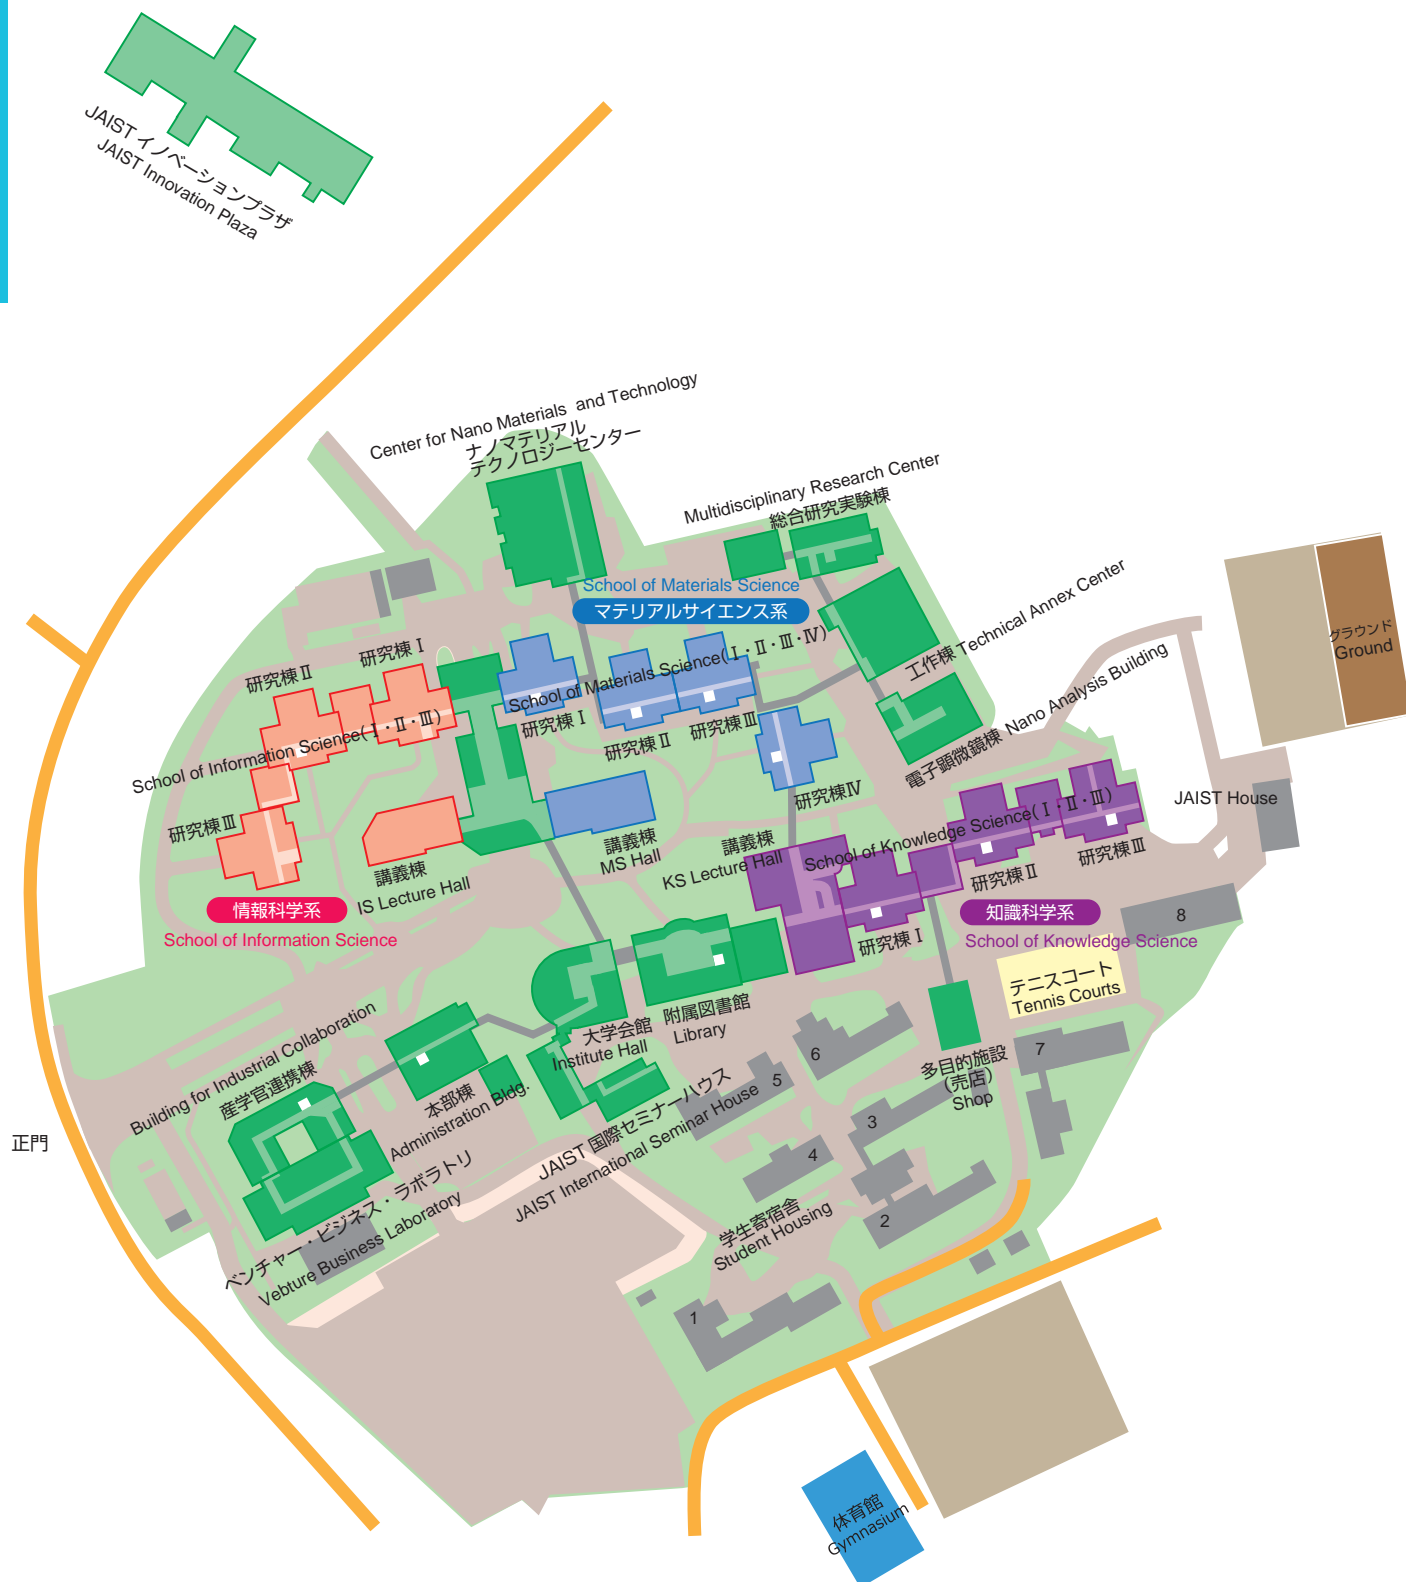 JAIST イノベーションプラザ
JAIST Innovation Plaza
Center for Nano Materials and Technology
ナノマテリアル
テクノロジーセンター
Multidisciplinary Research Center
総合研究実験棟
School of Materials Science
マテリアルサイエンス系
工作棟 Technical Annex Center
グラウンド
Ground
研究棟Ⅰ
研究棟Ⅱ
School of Materials Science(Ⅰ・Ⅱ・Ⅲ・Ⅳ)
電子顕微鏡棟 Nano Analysis Building
School of Information Science(Ⅰ・Ⅱ・Ⅲ)
研究棟Ⅰ
研究棟Ⅱ
研究棟Ⅲ
研究棟Ⅳ
JAIST House
研究棟Ⅲ
講義棟
IS Lecture Hall
講義棟
MS Hall
講義棟
KS Lecture Hall
School of Knowledge Science(Ⅰ・Ⅱ・Ⅲ)
研究棟Ⅲ
研究棟Ⅱ
研究棟Ⅰ
情報科学系
School of Information Science
知識科学系
School of Knowledge Science
8
テニスコート
Tennis Courts
附属図書館
Library
大学会館
Institute Hall
Building for Industrial Collaboration
産学官連携棟
本部棟
Administration Bldg.
6
7
5
多目的施設
(売店)
Shop
3
4
2
1
正門
JAIST 国際セミナーハウス
JAIST International Seminar House
ベンチャー・ビジネス・ラボラトリ
Vebture Business Laboratory
学生寄宿舎
Student Housing
体育館
Gymnasium